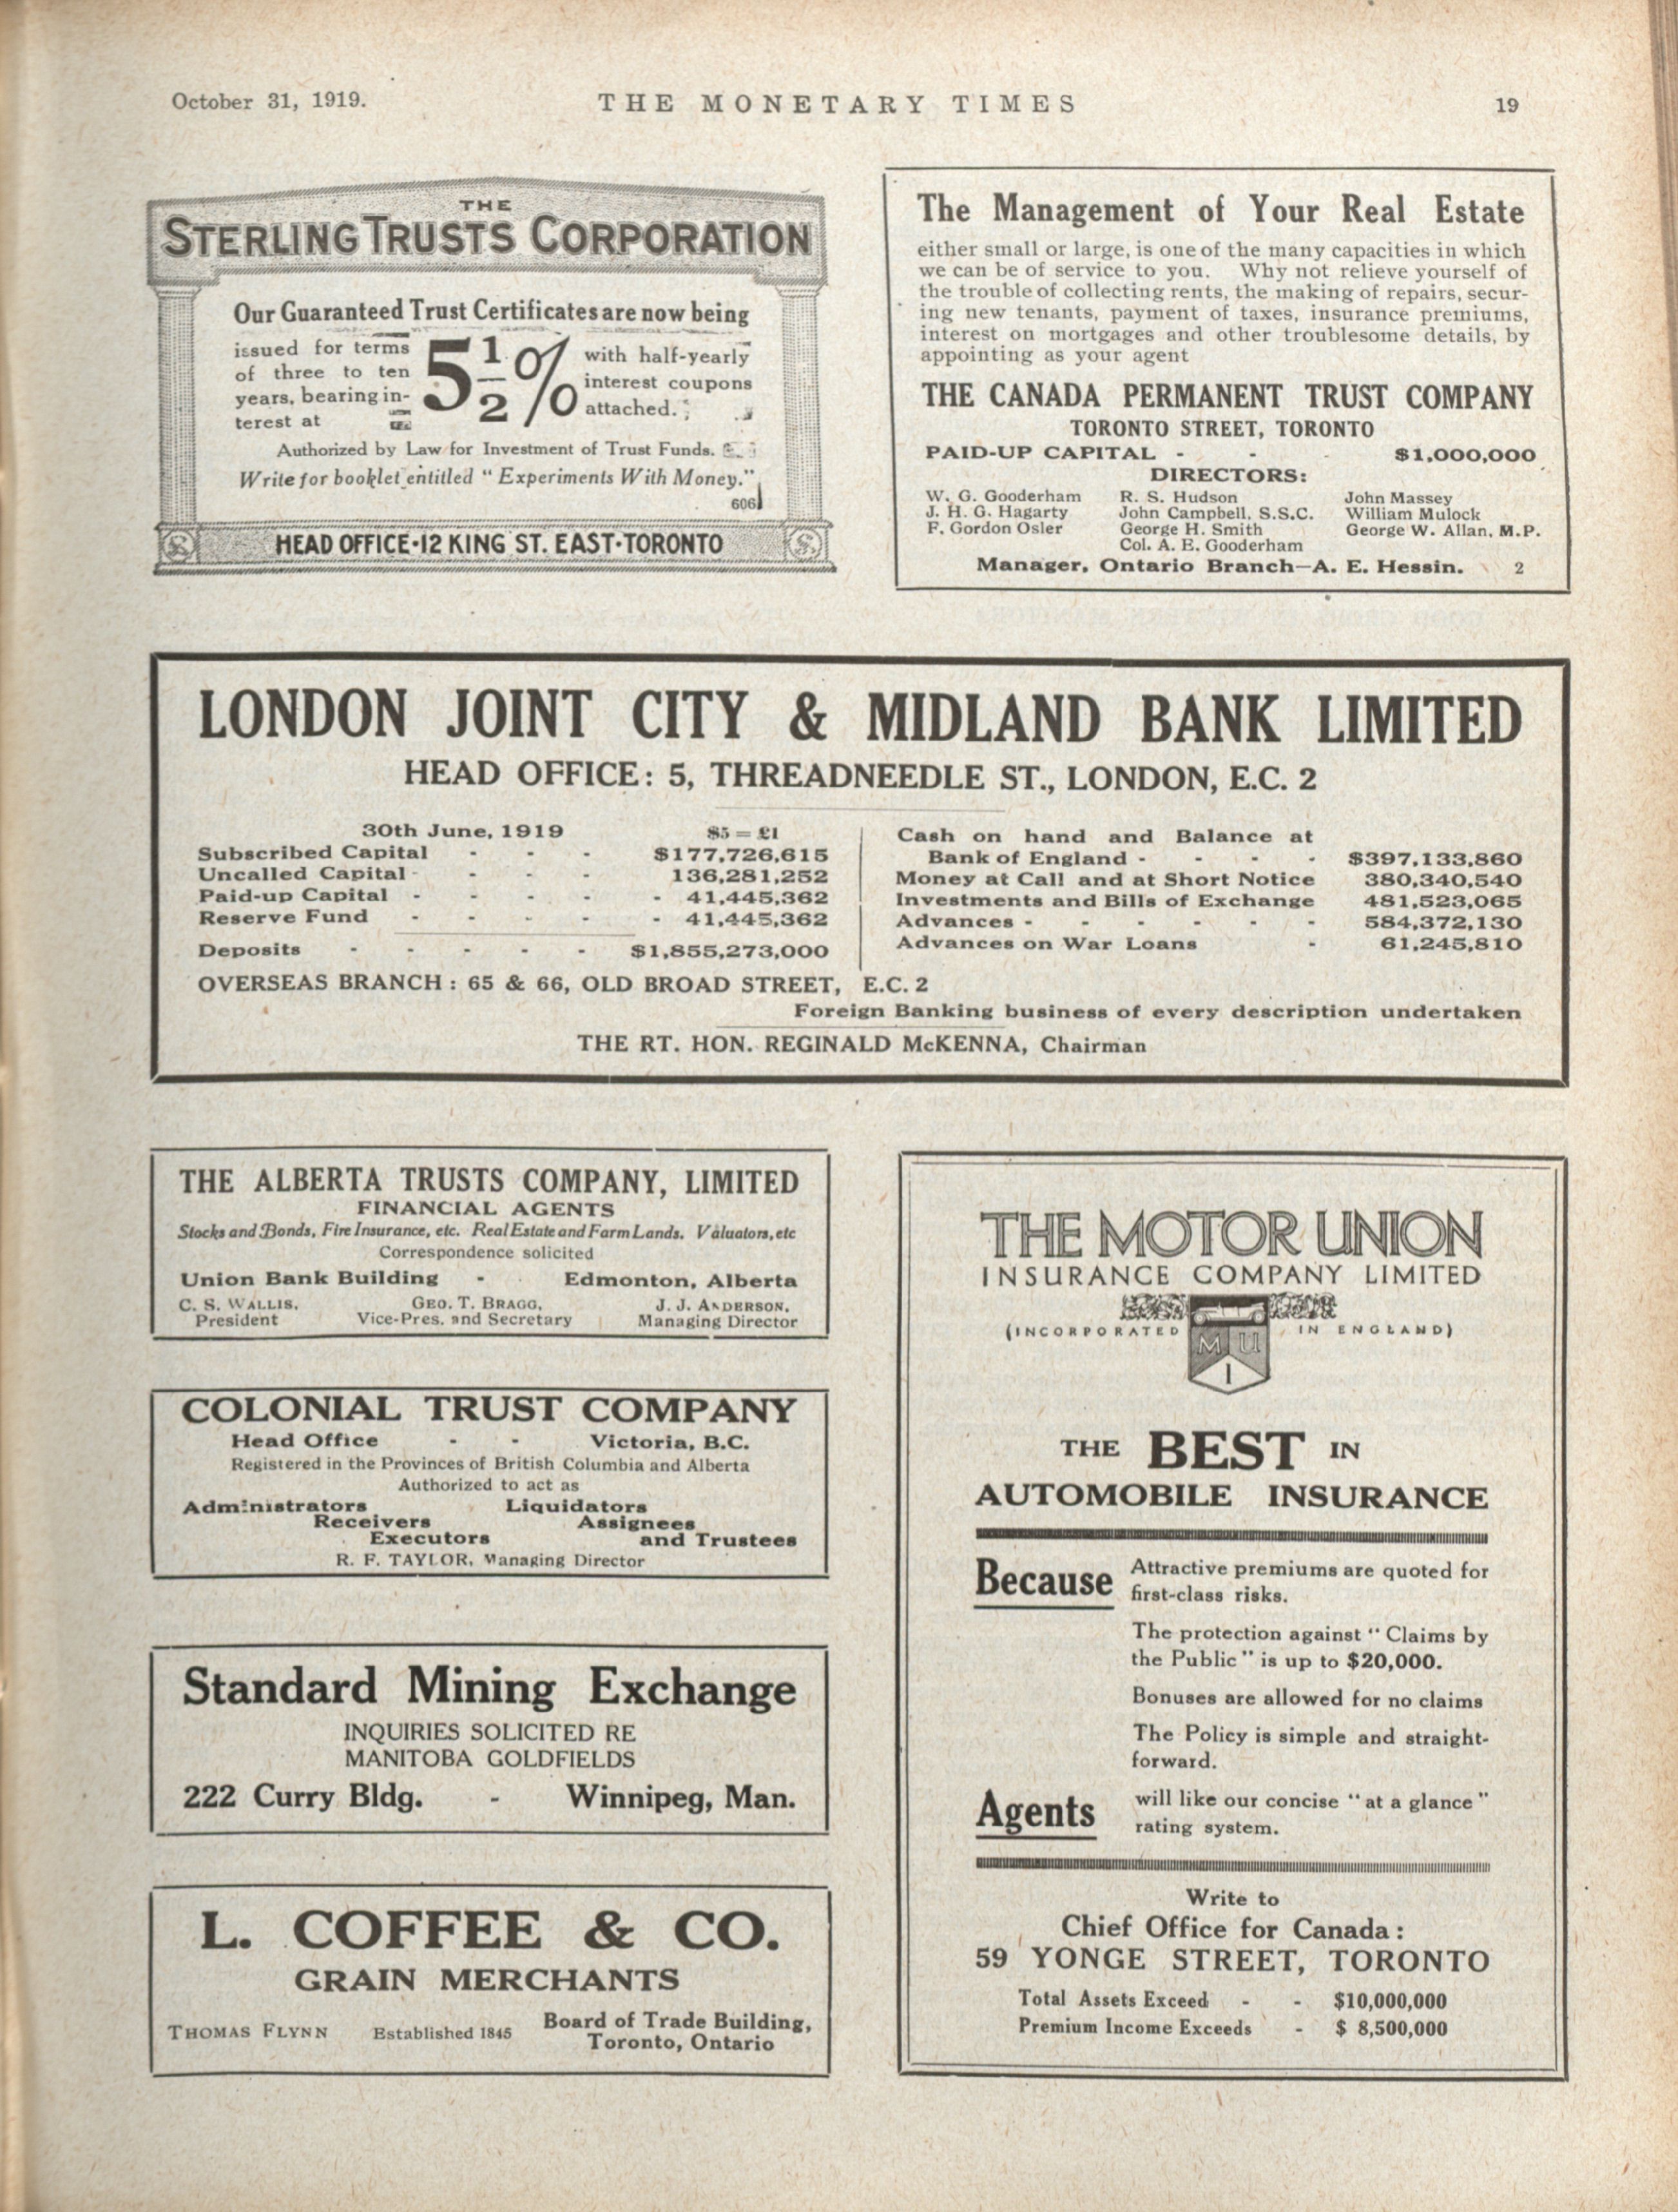 October 31, 1919.
THE MONETARY TIMES
19
THE
STERLING TRUSTS CORPORATION
Our Guaranteed Trust Certificates are now being
issued for terms
of three to ten
years, bearing in-
terest at
5 1/2 %
with half-yearly
interest coupons
attached.
Authorized by Law for Investment of Trust Funds.
Write for booklet entitled "Experiments With Money."
606
HEAD OFFICE·12 KING ST. EAST·TORONTO
The Management of Your Real Estate
either small or large, is one of the many capacities in which
we can be of service to you. Why not relieve yourself of
the trouble of collecting rents, the making of repairs, secur-
ing new tenants, payment of taxes, insurance premiums,
interest on mortgages and other troublesome details, by
appointing as your agent
THE CANADA PERMANENT TRUST COMPANY
TORONTO STREET, TORONTO
PAID-UP CAPITAL - - - $1,000,000
DIRECTORS:
W. G. Gooderham R. S. Hudson John Massey
J. H. G. Hagarty John Campbell, S.S.C. William Mulock
F. Gordon Osler George H. Smith George W. Allan, M.P.
Col. A. E. Gooderham
Manager, Ontario Branch—A. E. Hessin. 2
LONDON JOINT CITY & MIDLAND BANK LIMITED
HEAD OFFICE: 5, THREADNEEDLE ST., LONDON, E.C. 2
30th June, 1919 $5 = £1
Subscribed Capital - - - $177,726,615
Uncalled Capital - - - - 136,281,252
Paid-up Capital - - - - - 41,445,362
Reserve Fund - - - - - 41,445,362
Deposits - - - - - $1,855,273,000
Cash on hand and Balance at
Bank of England - - - - $397,133,860
Money at Call and at Short Notice 380,340,540
Investments and Bills of Exchange 481,523,065
Advances - - - - - - 584,372,130
Advances on War Loans - 61,245,810
OVERSEAS BRANCH: 65 & 66, OLD BROAD STREET, E.C. 2
Foreign Banking business of every description undertaken
THE RT. HON. REGINALD McKENNA, Chairman
THE ALBERTA TRUSTS COMPANY, LIMITED
FINANCIAL AGENTS
Stocks and Bonds, Fire Insurance, etc. Real Estate and Farm Lands. Valuators, etc
Correspondence solicited
Union Bank Building - Edmonton, Alberta
C. S. WALLIS, GEO. T. BRAGG, J. J. ANDERSON,
President Vice-Pres. and Secretary Managing Director
COLONIAL TRUST COMPANY
Head Office - - Victoria, B.C.
Registered in the Provinces of British Columbia and Alberta
Authorized to act as
Administrators Liquidators
Receivers Assignees
Executors and Trustees
R. F. TAYLOR, Managing Director
Standard Mining Exchange
INQUIRIES SOLICITED RE
MANITOBA GOLDFIELDS
222 Curry Bldg. - Winnipeg, Man.
L. COFFEE & CO.
GRAIN MERCHANTS
THOMAS FLYNN Established 1845 Board of Trade Building,
Toronto, Ontario
THE MOTOR UNION
INSURANCE COMPANY LIMITED
(INCORPORATED IN ENGLAND)
M U
I
THE BEST IN
AUTOMOBILE INSURANCE
Because Attractive premiums are quoted for
first-class risks.
The protection against "Claims by
the Public" is up to $20,000.
Bonuses are allowed for no claims
The Policy is simple and straight-
forward.
Agents will like our concise "at a glance"
rating system.
Write to
Chief Office for Canada:
59 YONGE STREET, TORONTO
Total Assets Exceed - - $10,000,000
Premium Income Exceeds - $ 8,500,000